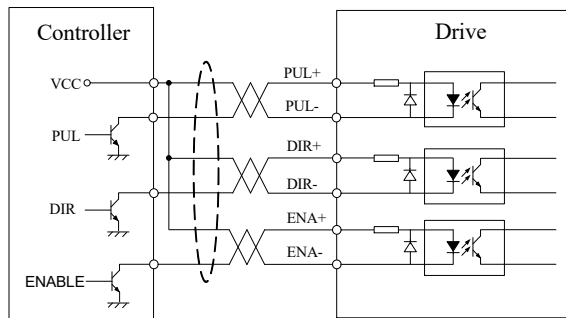 Controller
Drive
VCC
PUL+
PUL
PUL-
DIR+
DIR
DIR-
ENA+
ENABLE
ENA-